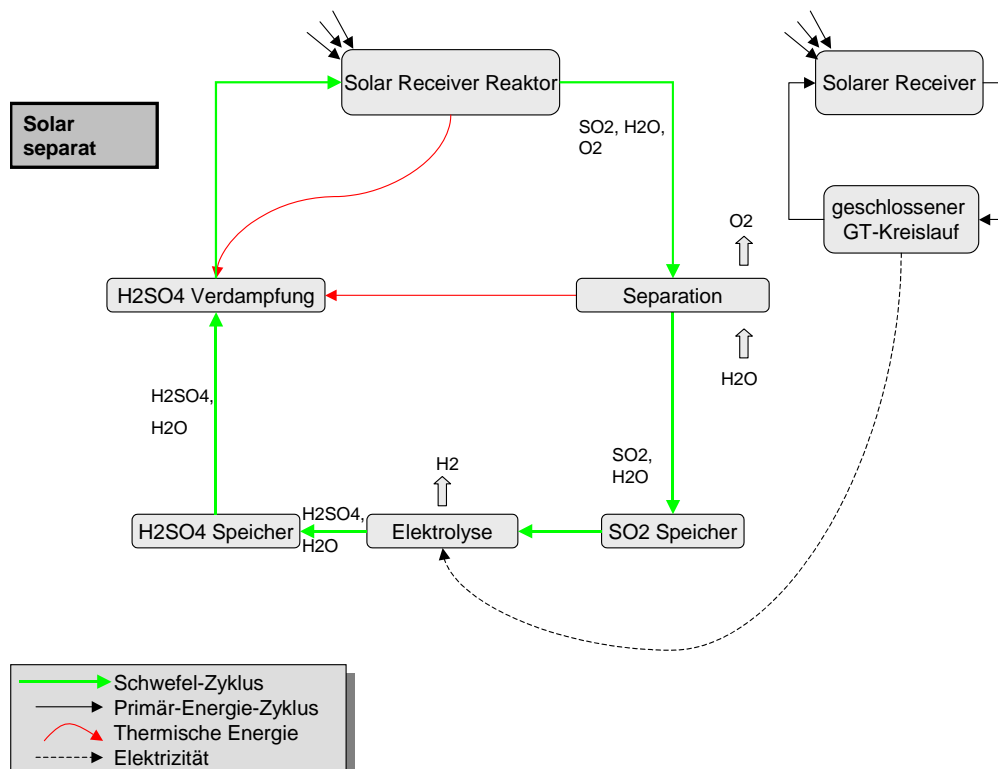 Solar Receiver Reaktor
Solarer Receiver
Solar
separat
SO2, H2O,
O2
geschlossener
GT-Kreislauf
O2
H2SO4 Verdampfung
Separation
H2O
H2SO4,
H2O
SO2,
H2O
H2
H2SO4 Speicher
H2SO4,
H2O
Elektrolyse
SO2 Speicher
Schwefel-Zyklus
Primär-Energie-Zyklus
Thermische Energie
Elektrizität